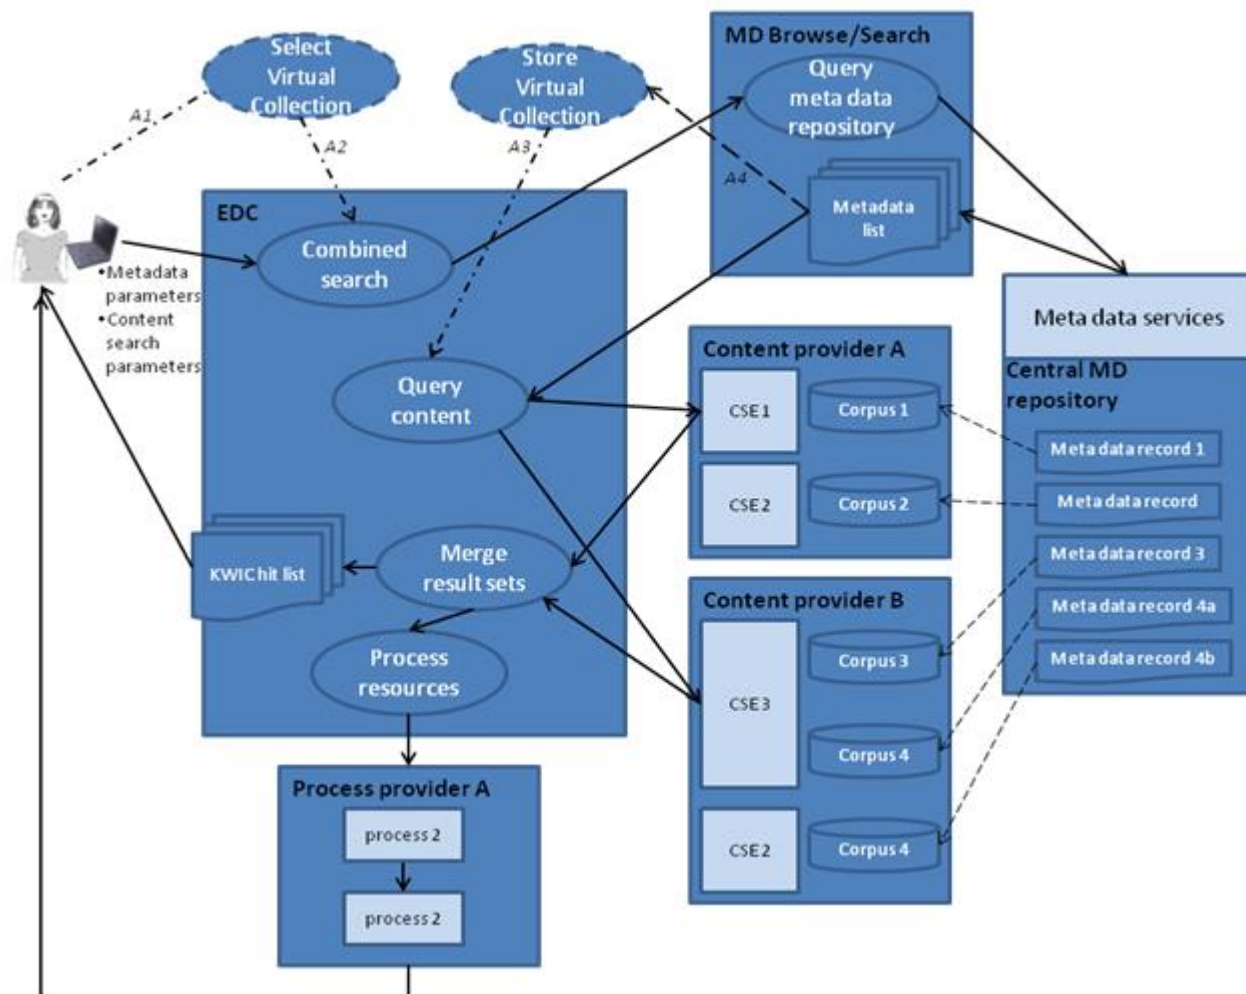 Select
Virtual
Collection
Store
Virtual
Collection
MD Browse/Search
Query
meta data
repository
A1
A2
A3
A4
Metadata
list
EDC
Combined
search
•Metadata
parameters
•Content
search
parameters
Meta data services
Central MD
repository
Meta data record 1
Meta data record
Meta data record 3
Meta data record 4a
Meta data record 4b
Query
content
Content provider A
CSE1
Corpus 1
CSE2
Corpus 2
Merge
result sets
KWIC hit list
Process
resources
Content provider B
CSE3
Corpus 3
Corpus 4
CSE2
Corpus 4
Process provider A
process 2
process 2